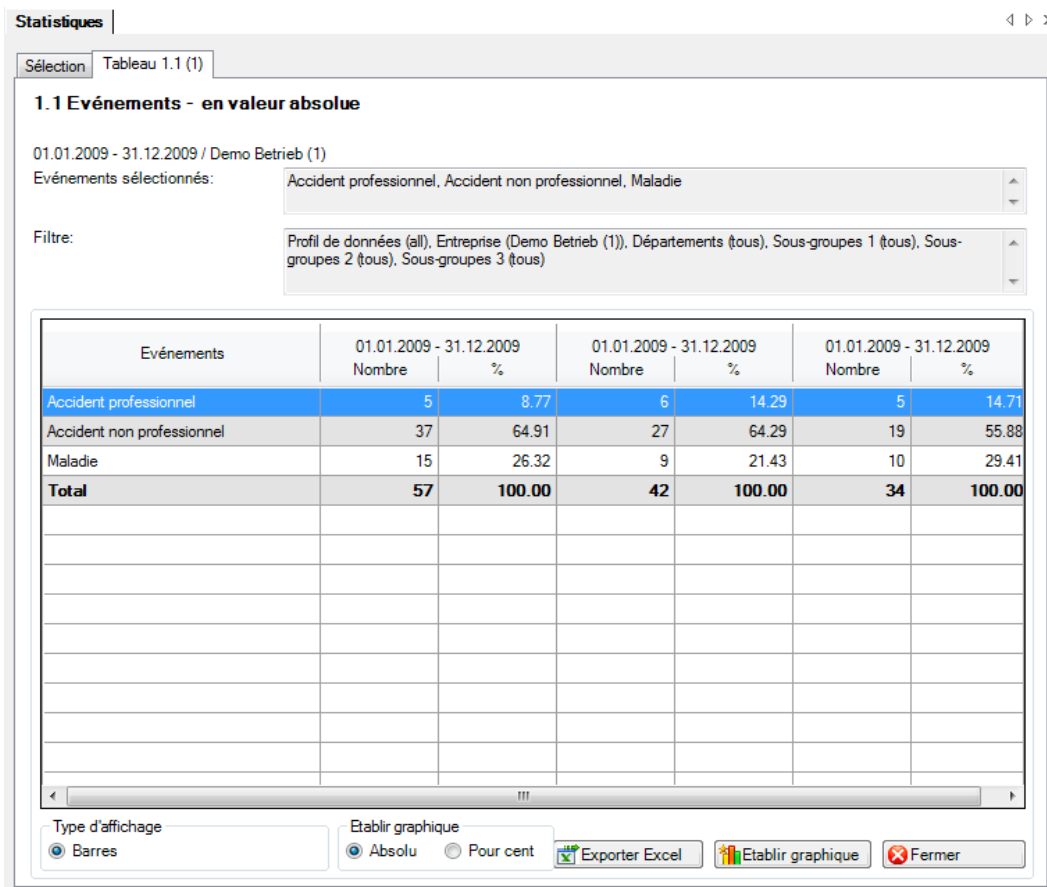 Statistiques
Sélection Tableau 1.1 (1)
1.1 Evénements - en valeur absolue
01.01.2009 - 31.12.2009 / Demo Betrieb (1)
Evénements sélectionnés: Accident professionnel, Accident non professionnel, Maladie
Filtre: Profil de données (all), Entreprise (Demo Betrieb (1)), Départements (tous), Sous-groupes 1 (tous), Sous-
groupes 2 (tous), Sous-groupes 3 (tous)
Evénements 01.01.2009 - 31.12.2009 01.01.2009 - 31.12.2009 01.01.2009 - 31.12.2009
Nombre % Nombre % Nombre %
Accident professionnel 5 8.77 6 14.29 5 14.71
Accident non professionnel 37 64.91 27 64.29 19 55.88
Maladie 15 26.32 9 21.43 10 29.41
Total 57 100.00 42 100.00 34 100.00
Type d'affichage Etablir graphique
Barres Absolu Pour cent Exporter Excel Etablir graphique Fermer